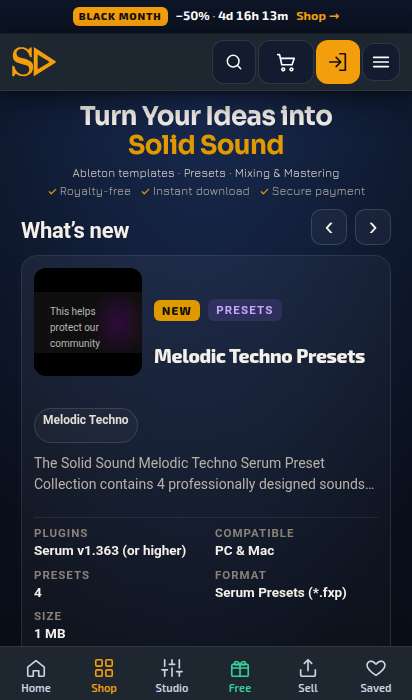 BLACK MONTH −50% · 4d 16h 13m Shop →
S
Turn Your Ideas into
Solid Sound
Ableton templates · Presets · Mixing & Mastering
✓ Royalty-free ✓ Instant download ✓ Secure payment
What's new
This helps
protect our
community
NEW PRESETS
Melodic Techno Presets
Melodic Techno
The Solid Sound Melodic Techno Serum Preset
Collection contains 4 professionally designed sounds…
PLUGINS COMPATIBLE
Serum v1.363 (or higher) PC & Mac
PRESETS FORMAT
4 Serum Presets (*.fxp)
SIZE
1 MB
Home Shop Studio Free Sell Saved